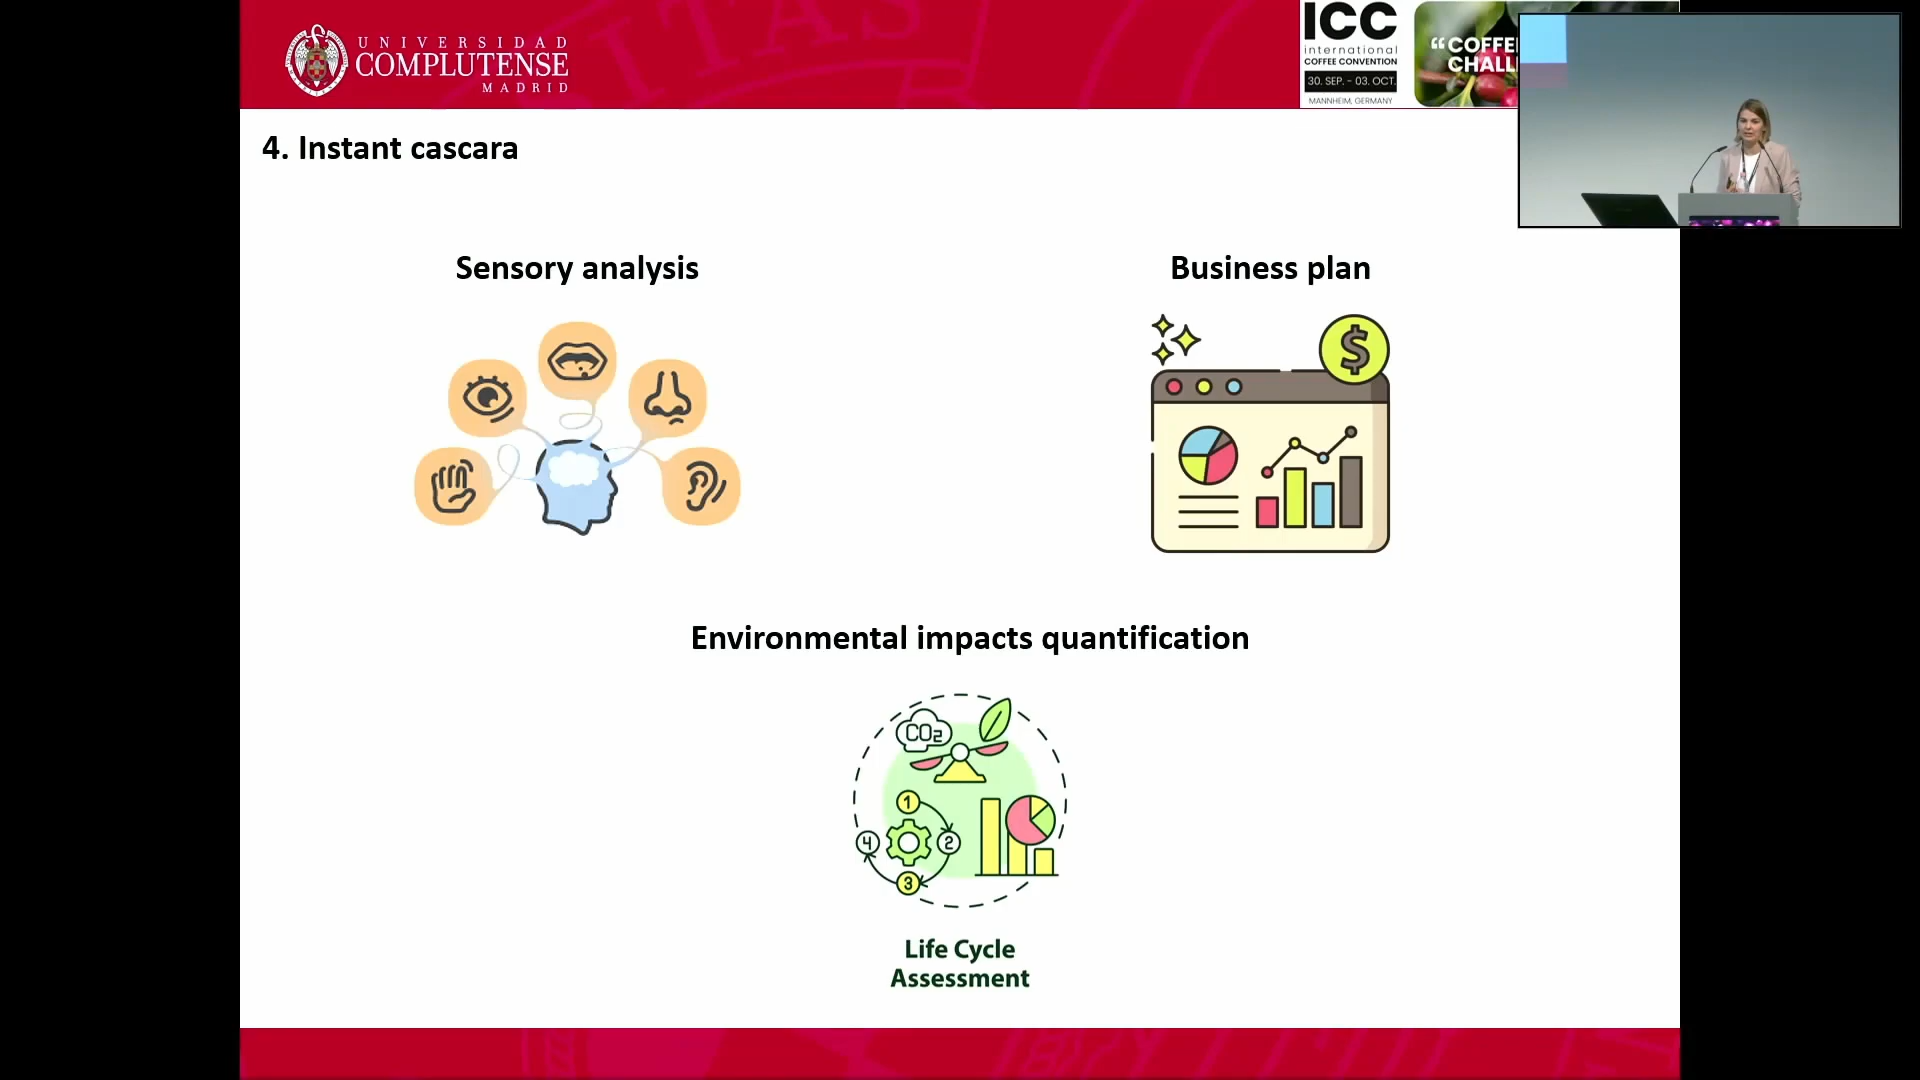 UNIVERSIDAD
COMPLUTENSE
MADRID
ICC
international
COFFEE CONVENTION
30. SEP. - 03. OCT.
MANNHEIM, GERMANY
4. Instant cascara
Sensory analysis
Business plan
$
Environmental impacts quantification
CO2
1
4
2
3
Life Cycle
Assessment